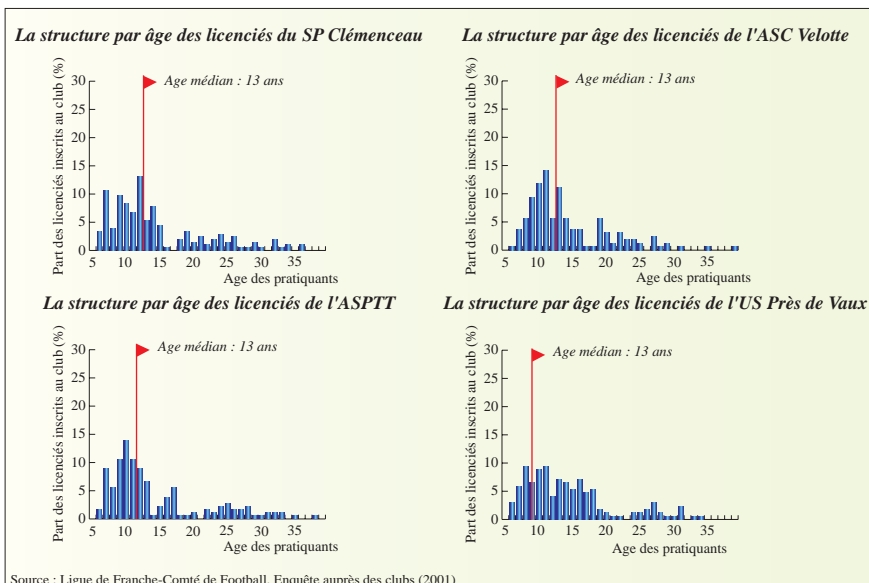 La structure par âge des licenciés du SP Clémenceau
Part des licenciés inscrits au club (%)
30
25
20
15
10
5
0
Age médian : 13 ans
5 10 15 20 25 30 35
Age des pratiquants
La structure par âge des licenciés de l'ASC Velotte
Part des licenciés inscrits au club (%)
30
25
20
15
10
5
0
Age médian : 13 ans
5 10 15 20 25 30 35
Age des pratiquants
La structure par âge des licenciés de l'ASPTT
Part des licenciés inscrits au club (%)
30
25
20
15
10
5
0
Age médian : 13 ans
5 10 15 20 25 30 35
Age des pratiquants
La structure par âge des licenciés de l'US Près de Vaux
Part des licenciés inscrits au club (%)
30
25
20
15
10
5
0
Age médian : 13 ans
5 10 15 20 25 30 35
Age des pratiquants
Source : Ligue de Franche-Comté de Football, Enquête auprès des clubs (2001)